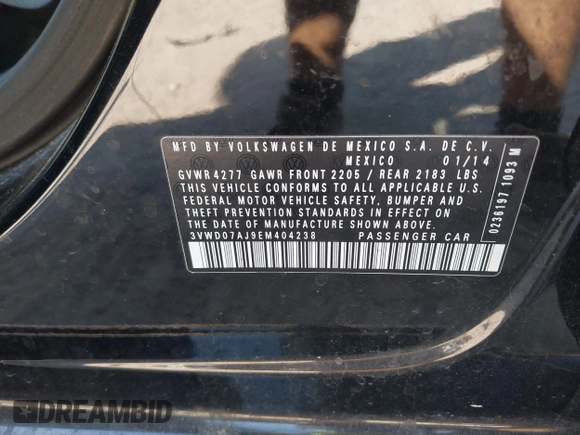 MFD BY VOLKSWAGEN DE MEXICO S.A. DE C.V.
MEXICO 01/14
GVWR 4277 GAWR FRONT 2205 / REAR 2183 LBS
THIS VEHICLE CONFORMS TO ALL APPLICABLE U.S.
FEDERAL MOTOR VEHICLE SAFETY, BUMPER AND
THEFT PREVENTION STANDARDS IN EFFECT ON
THE DATE OF MANUFACTURE SHOWN ABOVE.
3VWD07AJ9EM404238 PASSENGER CAR
0236197 1093 M
DREAMBID